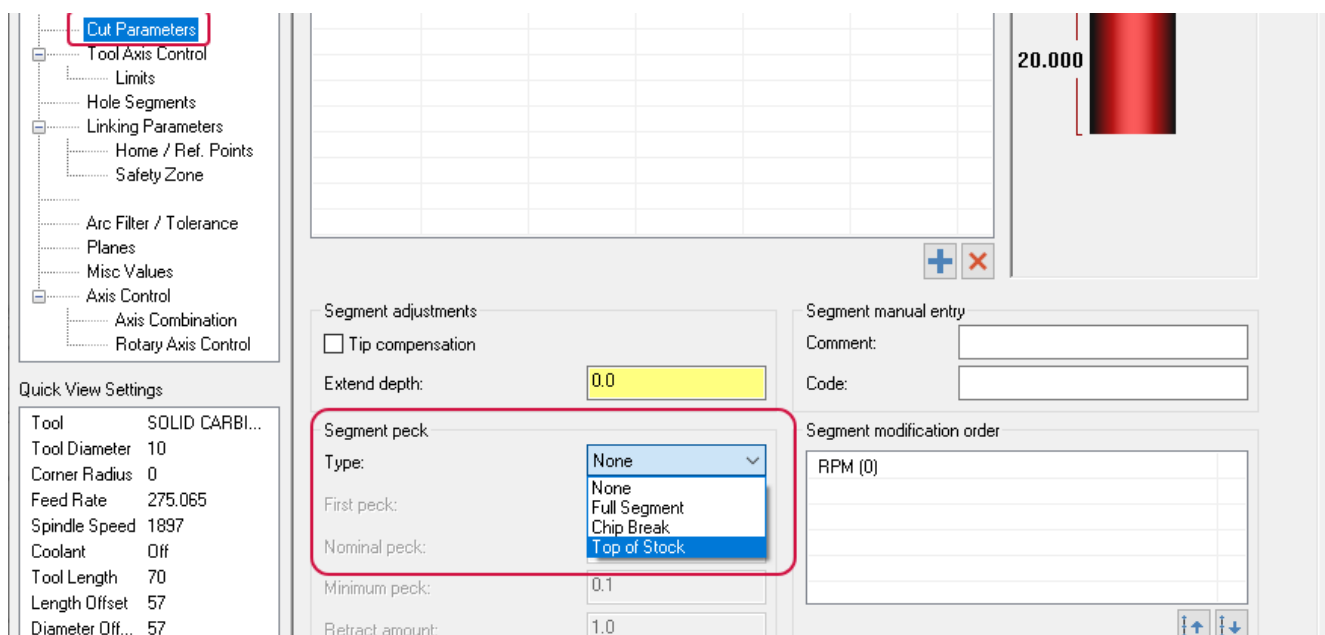 Cut Parameters
Tool Axis Control
Limits
Hole Segments
Linking Parameters
Home / Ref. Points
Safety Zone
Arc Filter / Tolerance
Planes
Misc Values
Axis Control
Axis Combination
Rotary Axis Control
Quick View Settings
Tool SOLID CARBI...
Tool Diameter 10
Corner Radius 0
Feed Rate 275.065
Spindle Speed 1897
Coolant Off
Tool Length 70
Length Offset 57
Diameter Off... 57
20.000
Segment adjustments
Tip compensation
Extend depth: 0.0
Segment peck
Type: None
None
Full Segment
Chip Break
Top of Stock
First peck:
Nominal peck:
Minimum peck: 0.1
Retract amount: 1.0
Segment manual entry
Comment:
Code:
Segment modification order
RPM (0)